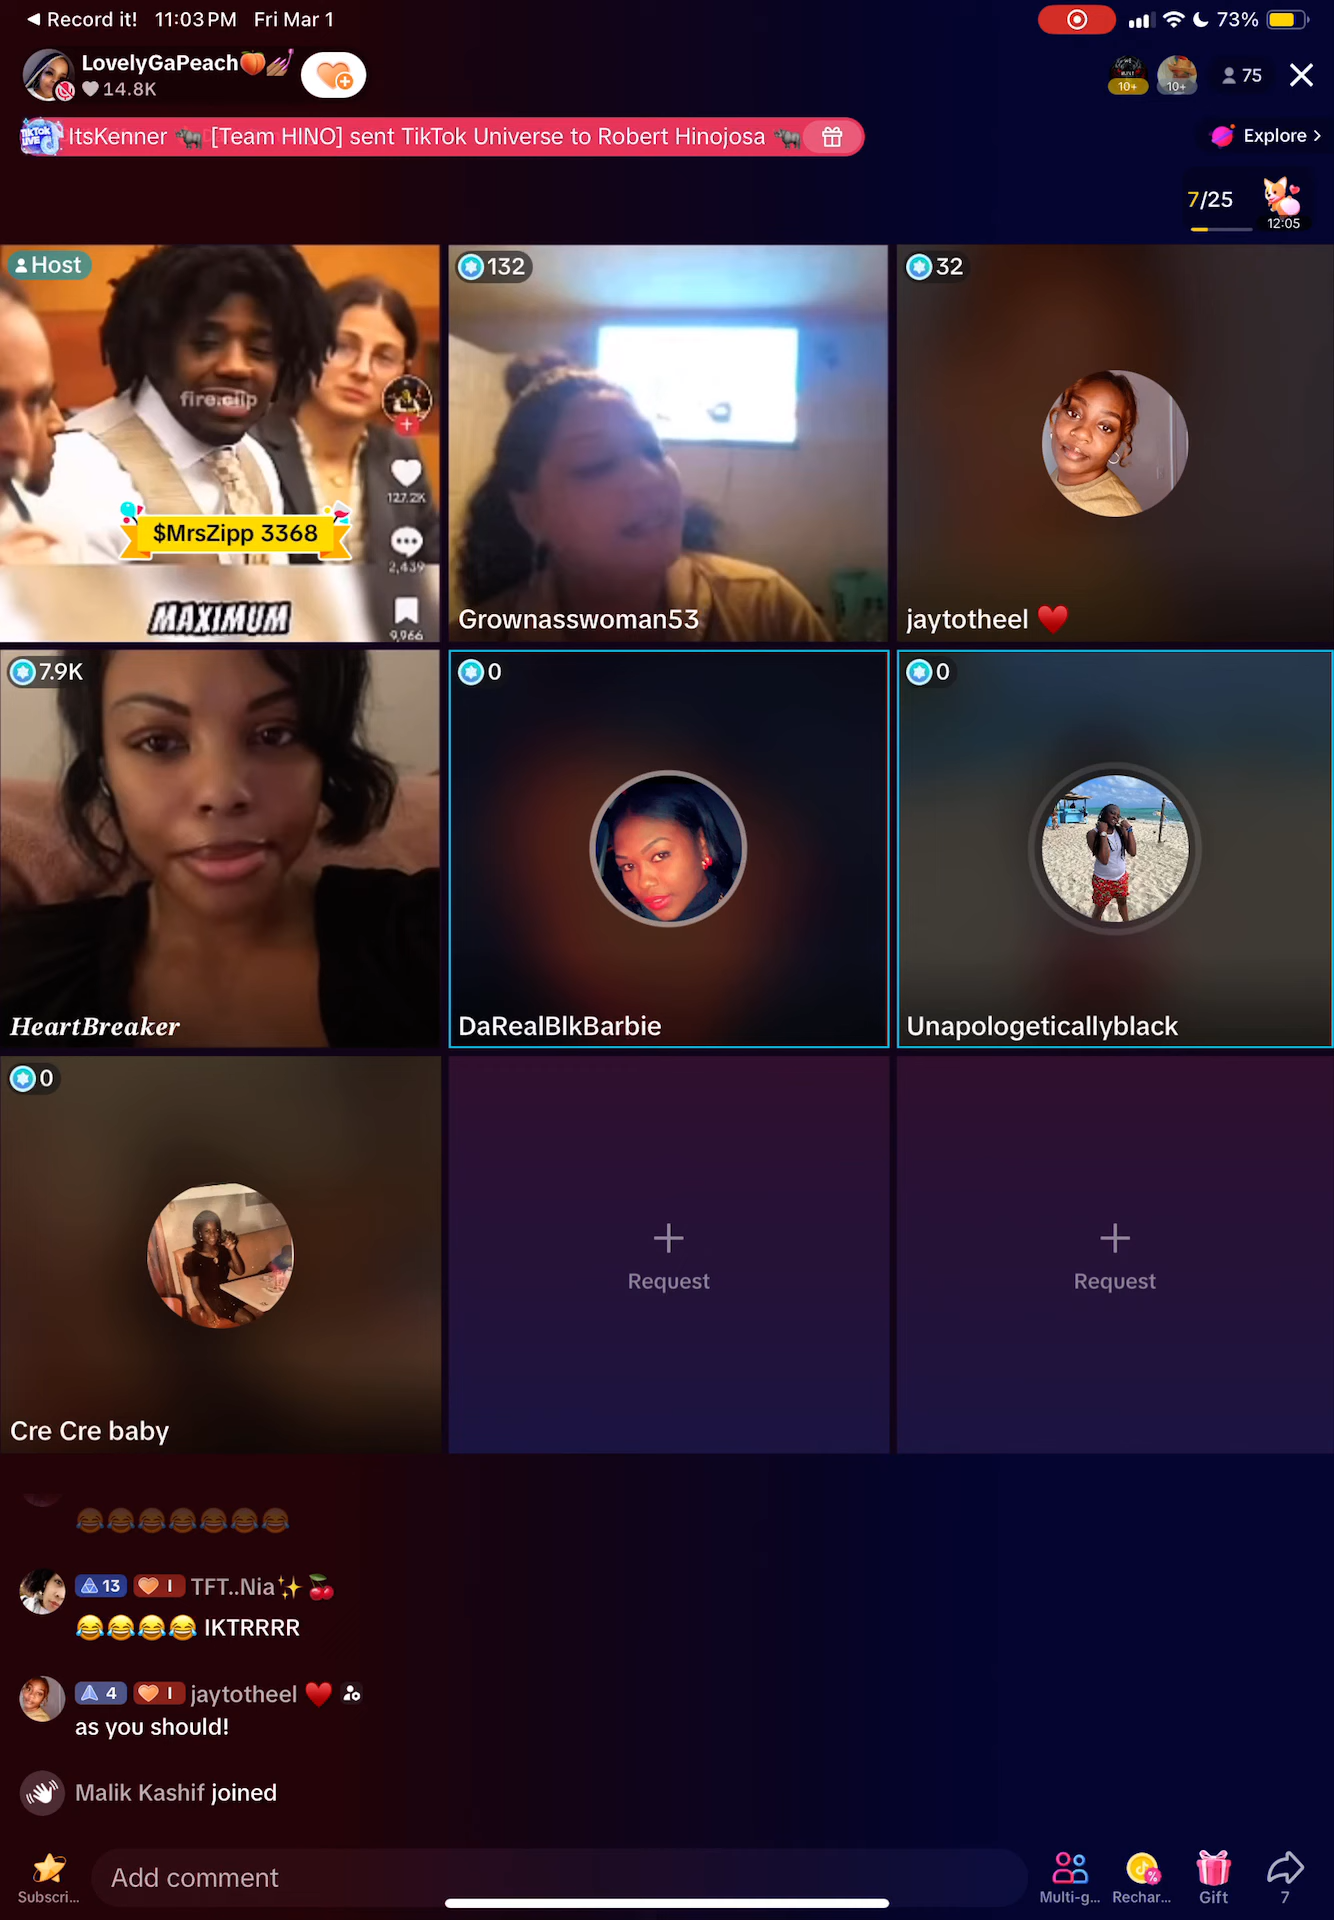 Record it! 11:03 PM Fri Mar 1 73%
LovelyGaPeach🍑💅🏽
14.8K
10+ 10+ 75
ItsKenner 🐃 [Team HINO] sent TikTok Universe to Robert Hinojosa 🐃
Explore >
7/25
12:05
Host
fire.clip
127.2K
$MrsZipp 3368
2,439
MAXIMUM
9,966
132
Grownasswoman53
32
jaytotheel ♥️
7.9K
HeartBreaker
0
DaRealBlkBarbie
0
Unapologeticallyblack
0
Cre Cre baby
Request
Request
😂😂😂😂😂😂😂
13 I TFT..Nia✨🍒
😂😂😂😂 IKTRRRR
4 I jaytotheel ♥️
as you should!
Malik Kashif joined
Subscri...
Add comment
Multi-g...
Rechar...
Gift
7